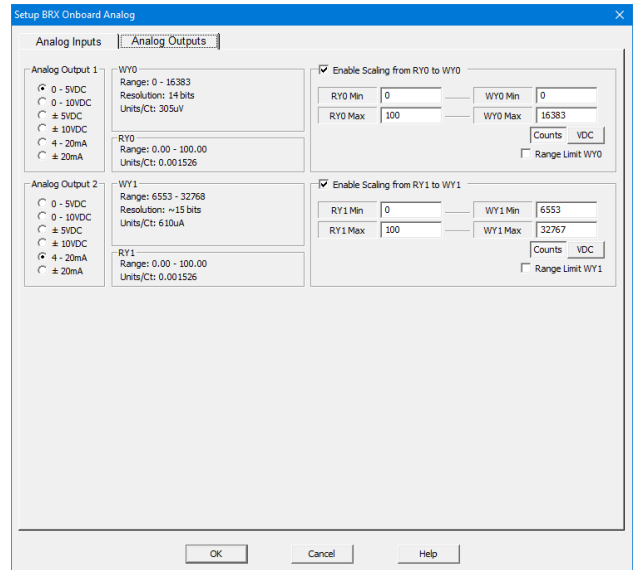 Setup BRX Onboard Analog
Analog Inputs
Analog Outputs
Analog Output 1
0 - 5VDC
0 - 10VDC
± 5VDC
± 10VDC
4 - 20mA
± 20mA
WY0
Range: 0 - 16383
Resolution: 14 bits
Units/Ct: 305uV
RY0
Range: 0.00 - 100.00
Units/Ct: 0.001526
Enable Scaling from RY0 to WY0
RY0 Min 0 WY0 Min 0
RY0 Max 100 WY0 Max 16383
Counts VDC
Range Limit WY0
Analog Output 2
0 - 5VDC
0 - 10VDC
± 5VDC
± 10VDC
4 - 20mA
± 20mA
WY1
Range: 6553 - 32768
Resolution: ~15 bits
Units/Ct: 610uA
RY1
Range: 0.00 - 100.00
Units/Ct: 0.001526
Enable Scaling from RY1 to WY1
RY1 Min 0 WY1 Min 6553
RY1 Max 100 WY1 Max 32767
Counts VDC
Range Limit WY1
OK Cancel Help